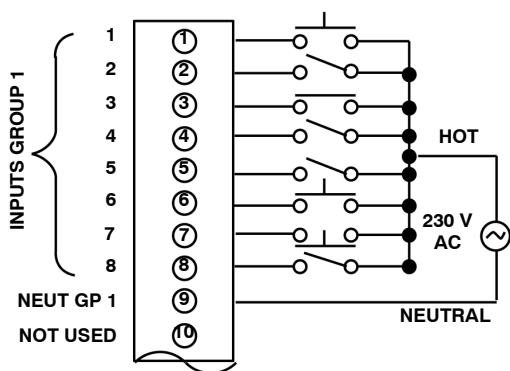 INPUTS GROUP 1
1 1
2 2
3 3
4 4
5 5
6 6
7 7
8 8
NEUT GP 1 9
NOT USED 10
HOT
230 V
AC
NEUTRAL